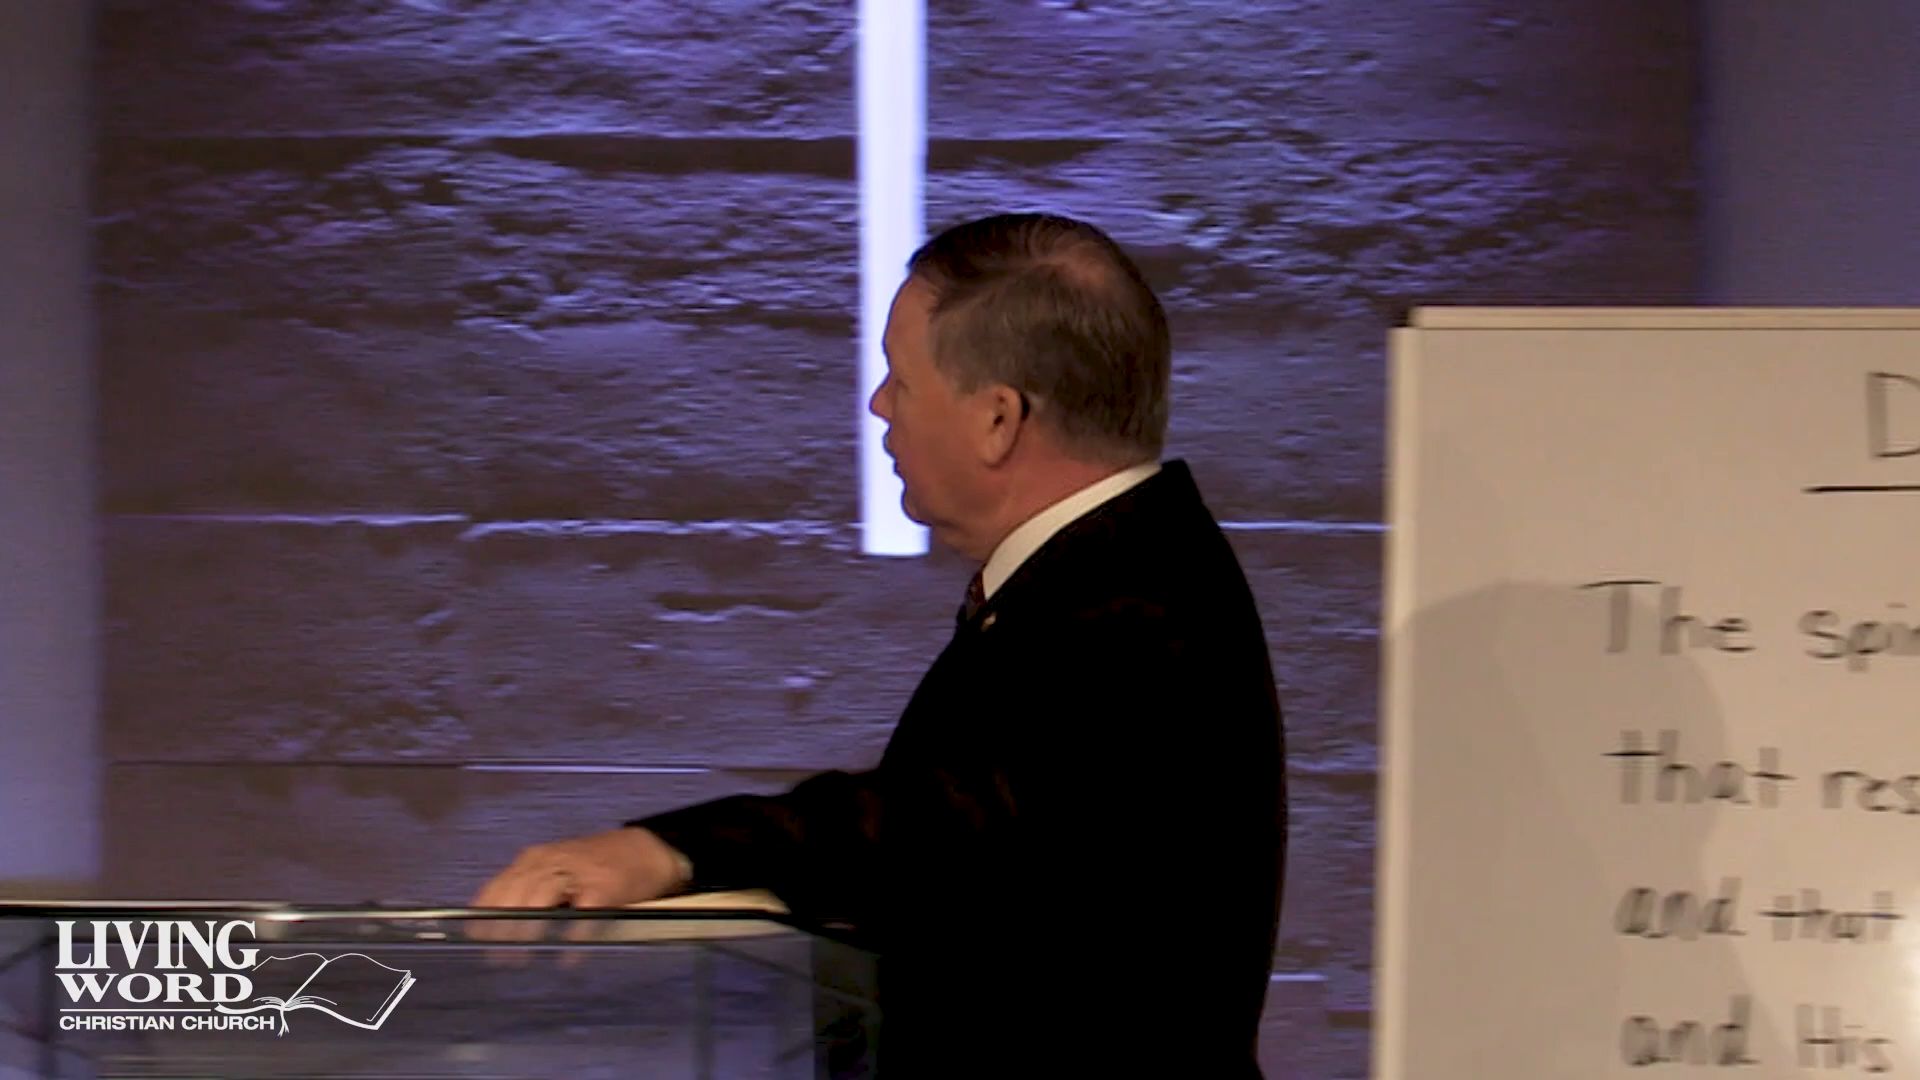 D
The spi
that res
and that
and His
LIVING
WORD
CHRISTIAN CHURCH